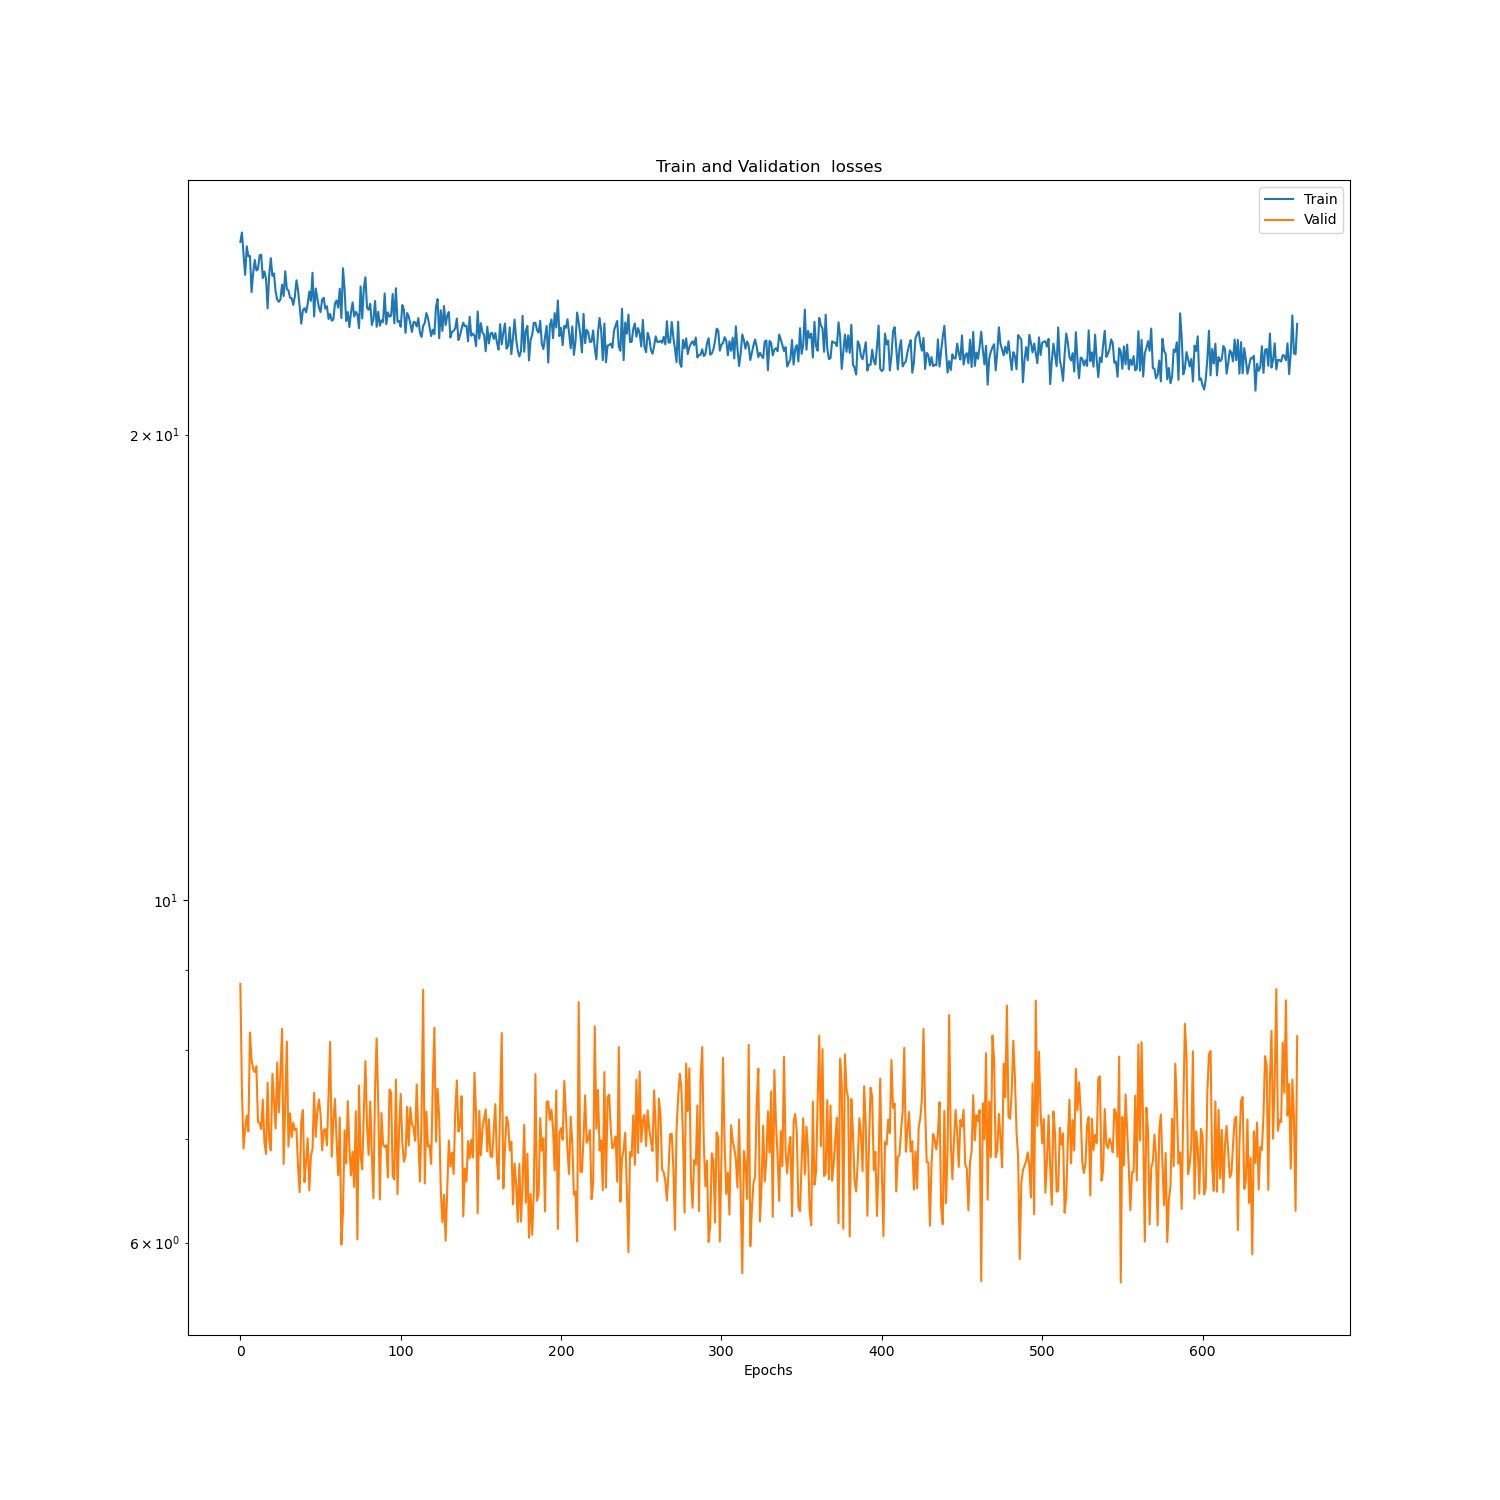 Train and Validation  losses
Train
Valid
2 × 10¹
10¹
6 × 10⁰
0 100 200 300 400 500 600
Epochs